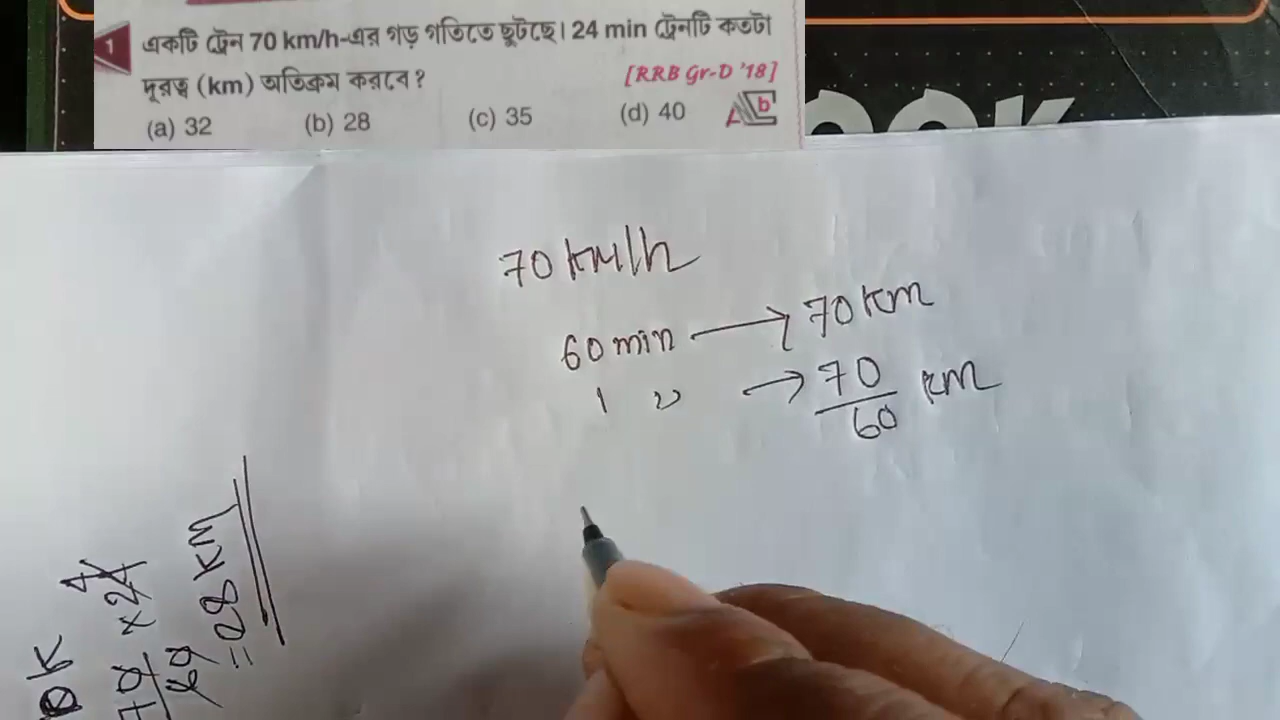 1 একটি ট্রেন 70 km/h-এর গড় গতিতে ছুটছে। 24 min ট্রেনটি কতটা
দূরত্ব (km) অতিক্রম করবে?
[RRB Gr-D '18]
(a) 32 (b) 28 (c) 35 (d) 40 A b
OOK
70 km/h
60 min → 70 km
1 〃 → 70/60 km
70/60 × 24 4
= 28 KM